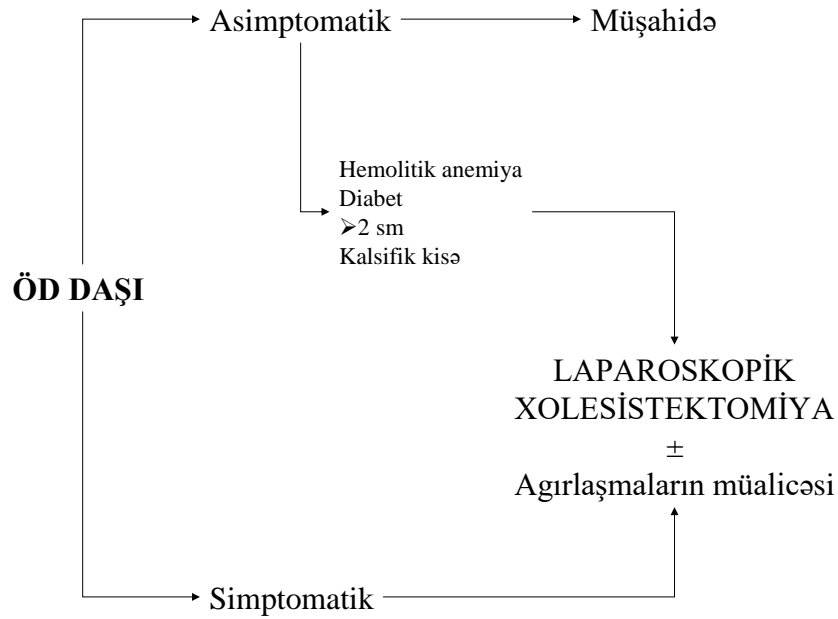 Asimptomatik
Müşahidə
Hemolitik anemiya
Diabet
➢2 sm
Kalsifik kisə
ÖD DAŞI
LAPAROSKOPİK
XOLESİSTEKTOMİYA
±
Agırlaşmaların müalicəsi
Simptomatik